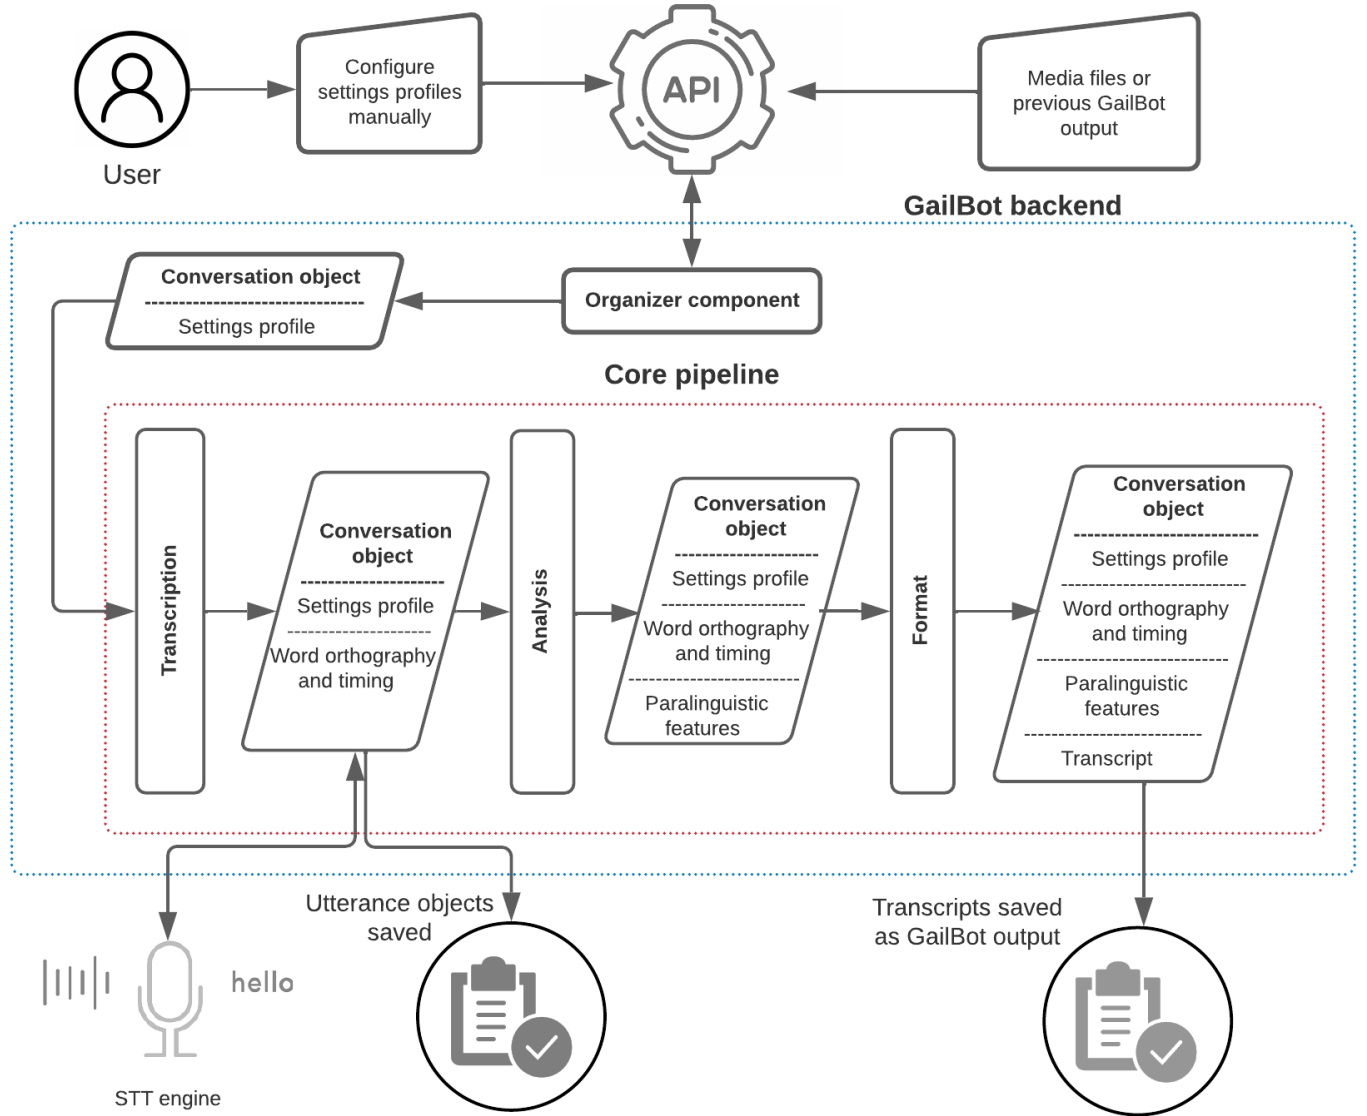 Configure
settings profiles
manually
API
Media files or
previous GailBot
output
User
GailBot backend
Conversation object
Settings profile
Organizer component
Core pipeline
Transcription
Conversation
object
Settings profile
Word orthography
and timing
Analysis
Conversation
object
Settings profile
Word orthography
and timing
Paralinguistic
features
Format
Conversation
object
Settings profile
Word orthography
and timing
Paralinguistic
features
Transcript
Utterance objects
saved
Transcripts saved
as GailBot output
hello
STT engine